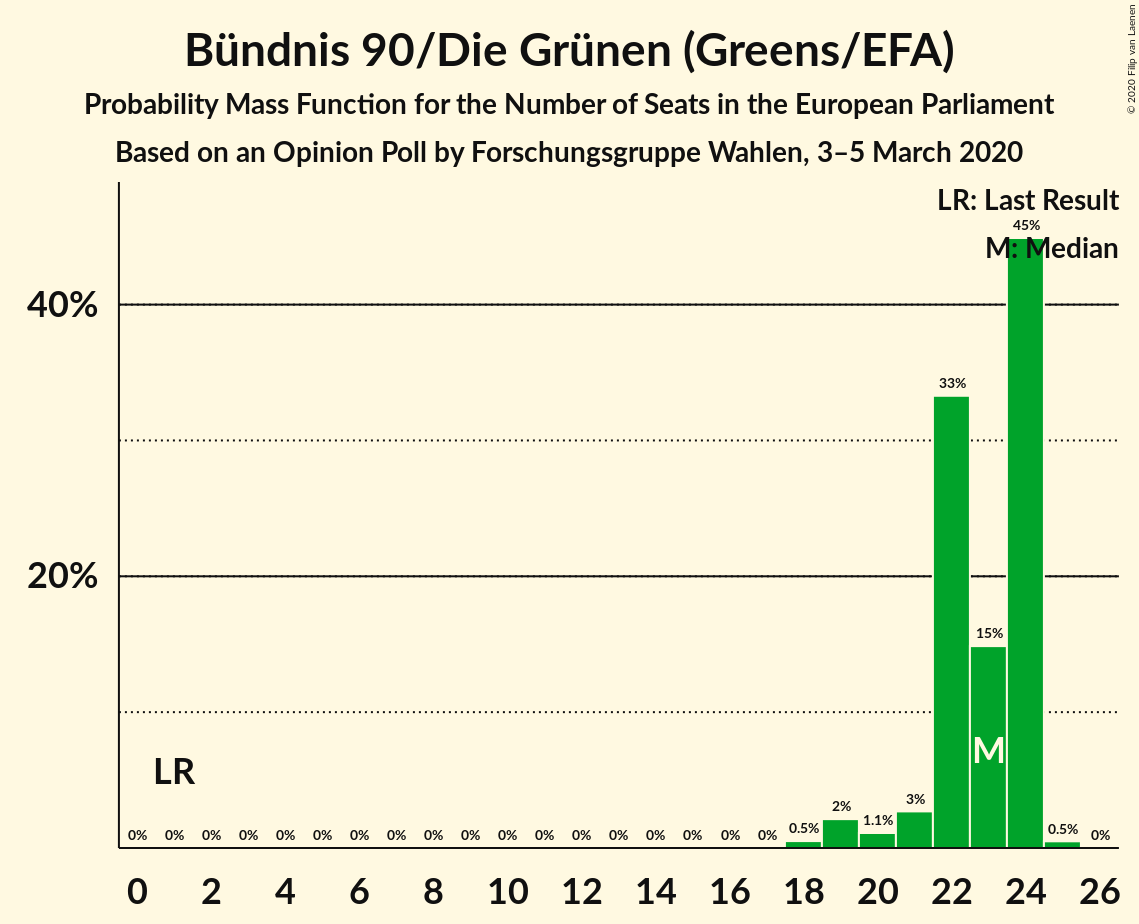 Bündnis 90/Die Grünen (Greens/EFA)
Probability Mass Function for the Number of Seats in the European Parliament
Based on an Opinion Poll by Forschungsgruppe Wahlen, 3–5 March 2020
© 2020 Filip van Laenen
LR: Last Result
M: Median
45%
40%
33%
20%
15%
M
LR
0% 0% 0% 0% 0% 0% 0% 0% 0% 0% 0% 0% 0% 0% 0% 0% 0% 0% 0.5% 2% 1.1% 3% 0.5% 0%
0 2 4 6 8 10 12 14 16 18 20 22 24 26